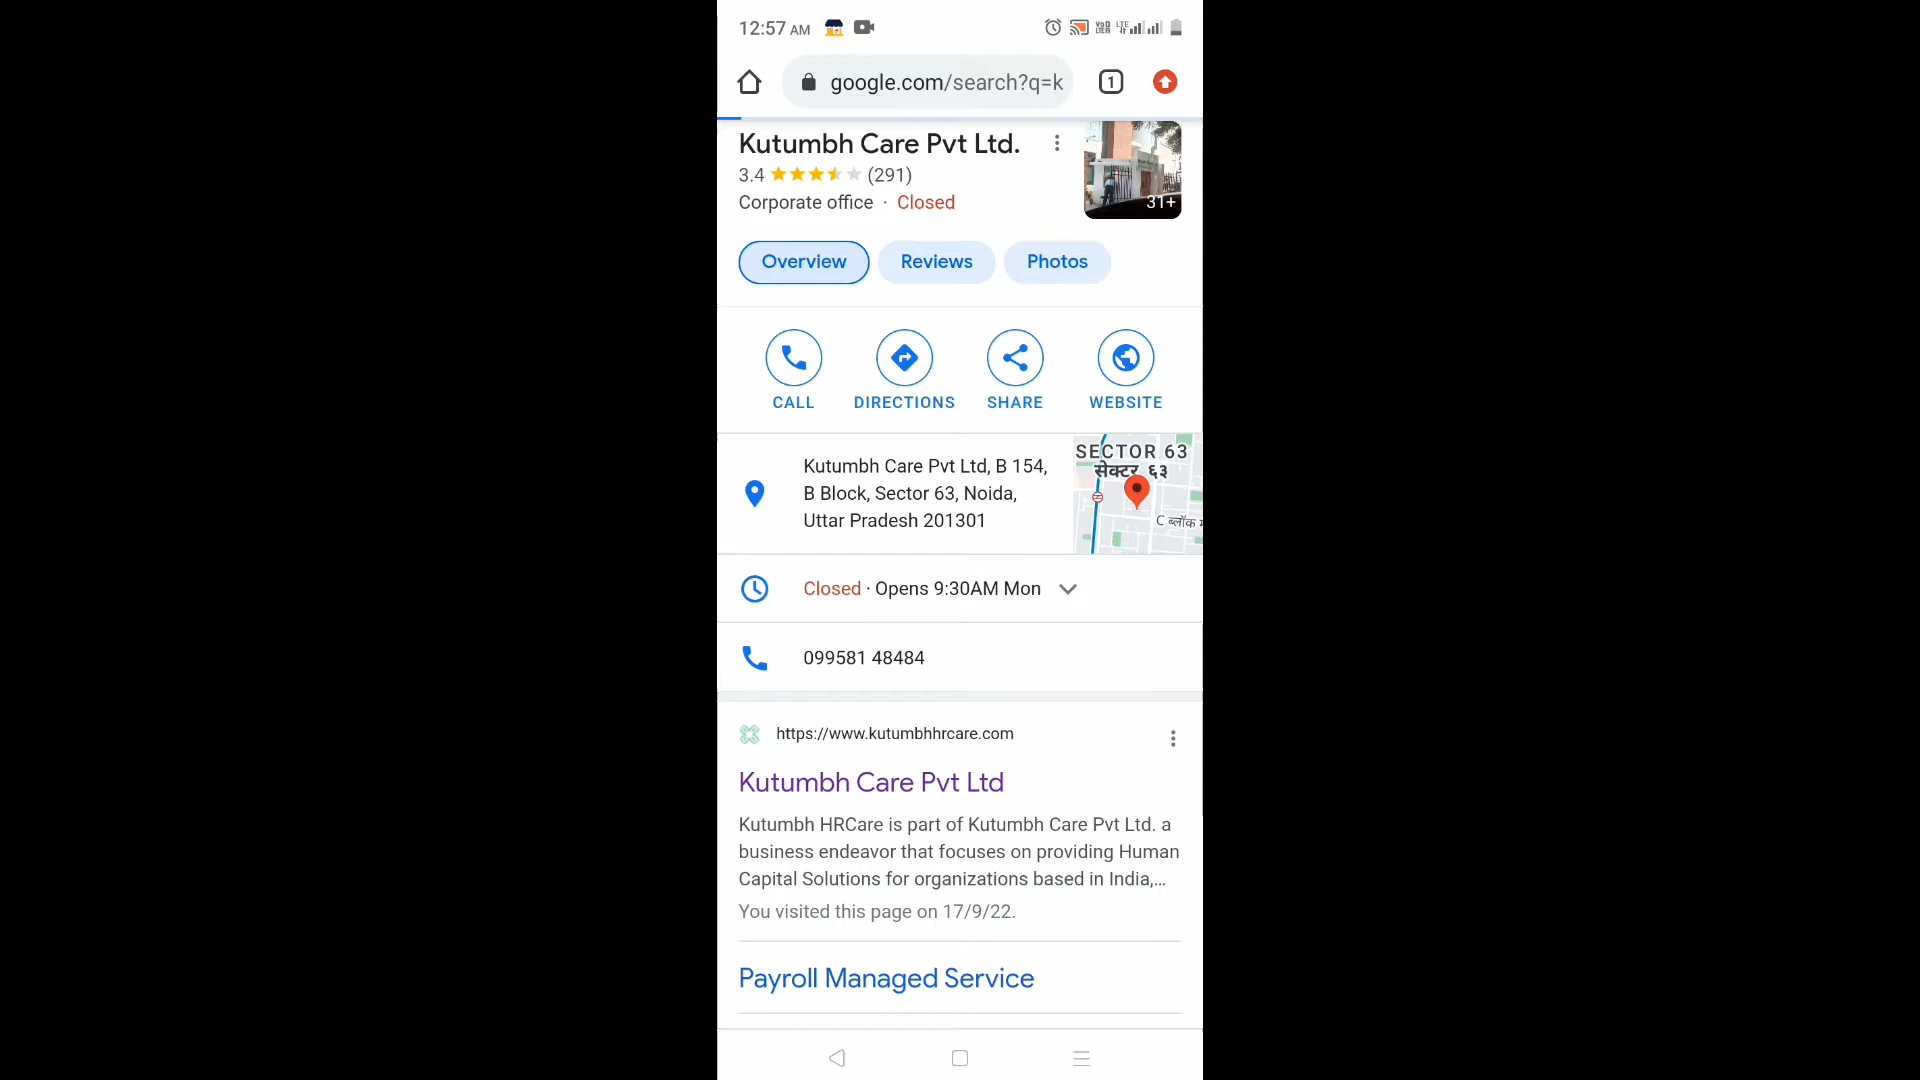 12:57 AM
google.com/search?q=k
1
Kutumbh Care Pvt Ltd.
3.4 (291)
Corporate office · Closed
31+
Overview
Reviews
Photos
CALL
DIRECTIONS
SHARE
WEBSITE
Kutumbh Care Pvt Ltd, B 154,
B Block, Sector 63, Noida,
Uttar Pradesh 201301
SECTOR 63
सेक्टर ६३
C ब्लॉक
Closed · Opens 9:30AM Mon
099581 48484
https://www.kutumbhhrcare.com
Kutumbh Care Pvt Ltd
Kutumbh HRCare is part of Kutumbh Care Pvt Ltd. a
business endeavor that focuses on providing Human
Capital Solutions for organizations based in India,...
You visited this page on 17/9/22.
Payroll Managed Service